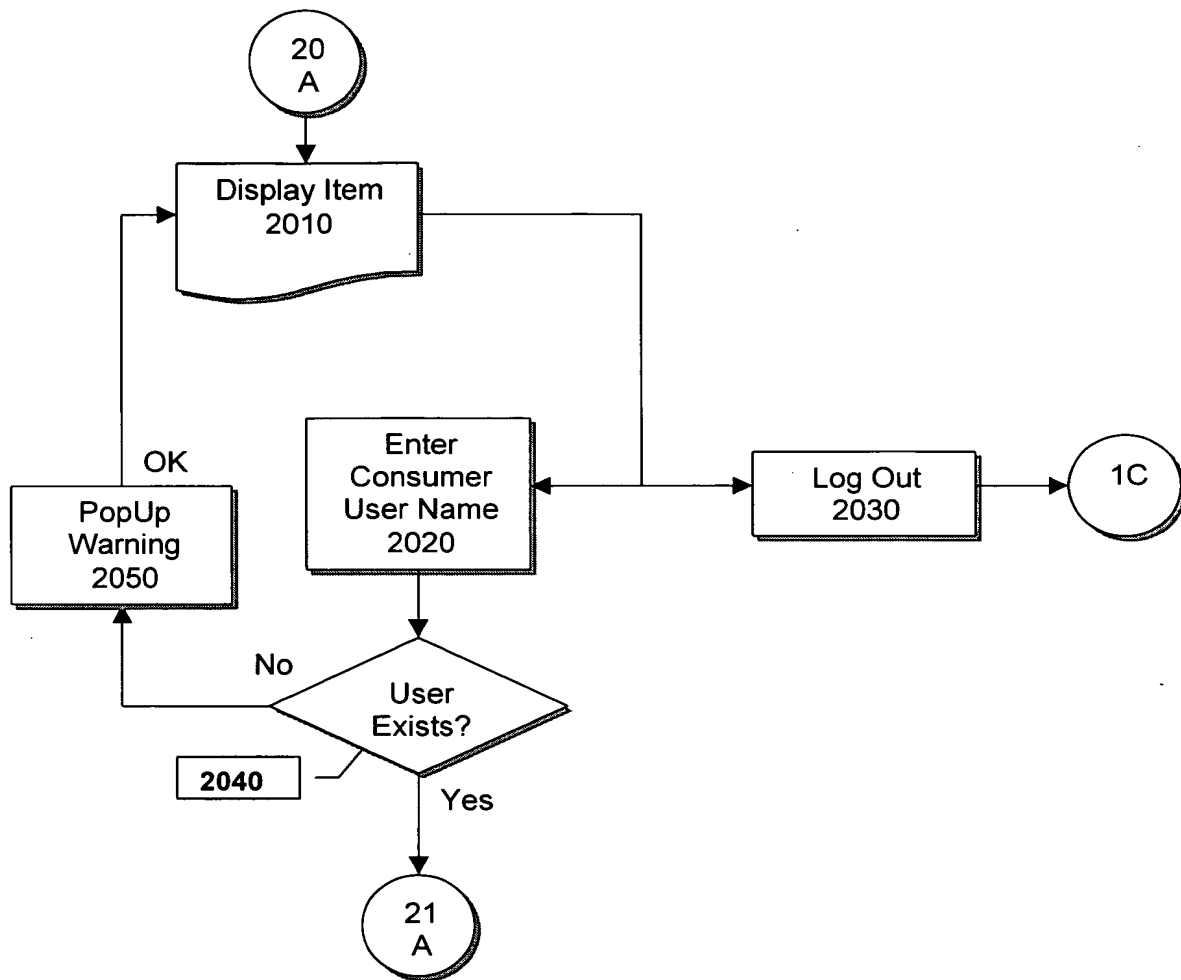 20
A
Display Item
2010
Enter
Consumer
User Name
2020
Log Out
2030
1C
OK
PopUp
Warning
2050
No
User
Exists?
2040
Yes
21
A